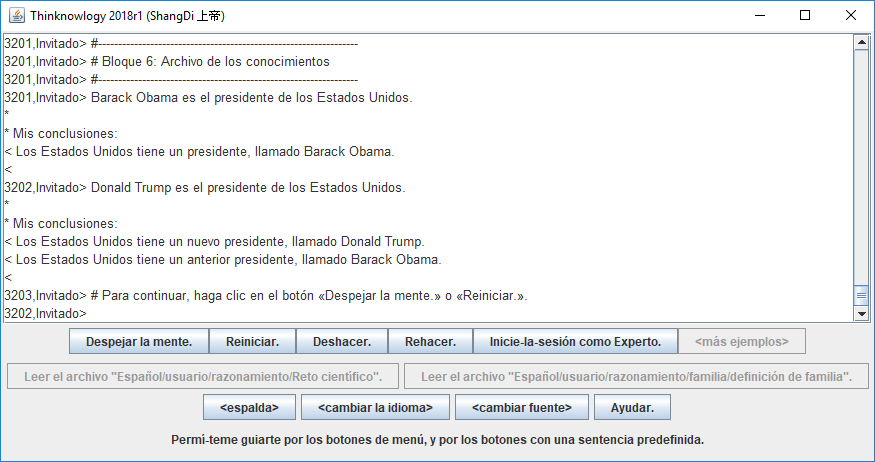 Thinknowlogy 2018r1 (ShangDi 上帝)
3201,Invitado> #-----------------------------------------------------------------
3201,Invitado> # Bloque 6: Archivo de los conocimientos
3201,Invitado> #-----------------------------------------------------------------
3201,Invitado> Barack Obama es el presidente de los Estados Unidos.
*
* Mis conclusiones:
< Los Estados Unidos tiene un presidente, llamado Barack Obama.
<
3202,Invitado> Donald Trump es el presidente de los Estados Unidos.
*
* Mis conclusiones:
< Los Estados Unidos tiene un nuevo presidente, llamado Donald Trump.
< Los Estados Unidos tiene un anterior presidente, llamado Barack Obama.
<
3203,Invitado> # Para continuar, haga clic en el botón «Despejar la mente.» o «Reiniciar.».
3202,Invitado>
Despejar la mente. Reiniciar. Deshacer. Rehacer. Inicie-la-sesión como Experto. <más ejemplos>
Leer el archivo "Español/usuario/razonamiento/Reto científico". Leer el archivo "Español/usuario/razonamiento/familia/definición de familia".
<espalda> <cambiar la idioma> <cambiar fuente> Ayudar.
Permí-teme guiarte por los botones de menú, y por los botones con una sentencia predefinida.